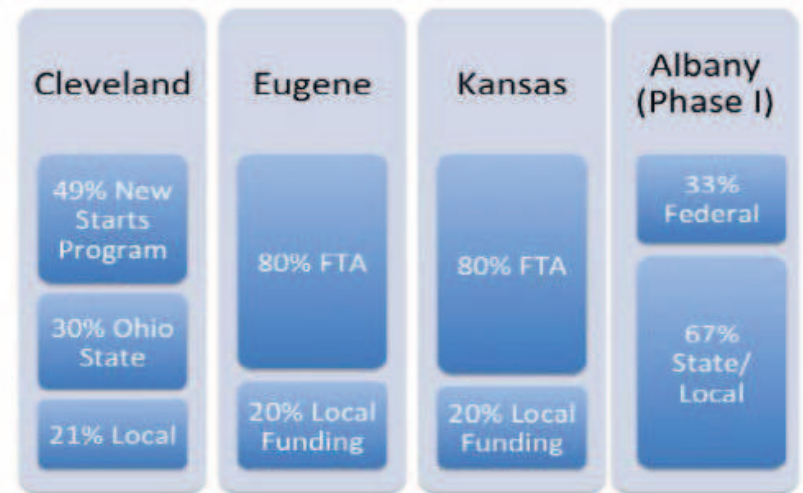 Cleveland
49% New
Starts
Program
30% Ohio
State
21% Local
Eugene
80% FTA
20% Local
Funding
Kansas
80% FTA
20% Local
Funding
Albany
(Phase I)
33%
Federal
67%
State/
Local